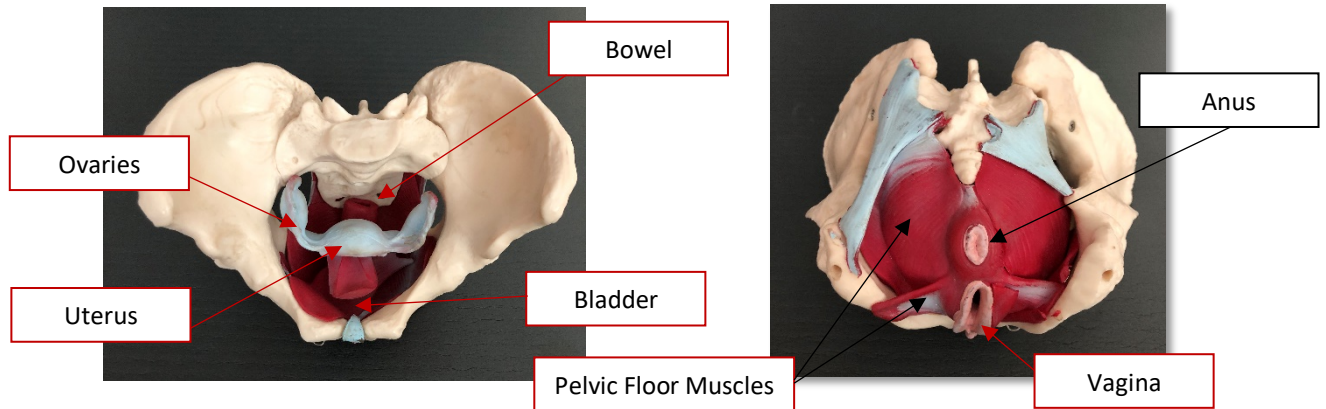 Bowel
Anus
Ovaries
Uterus
Bladder
Pelvic Floor Muscles
Vagina